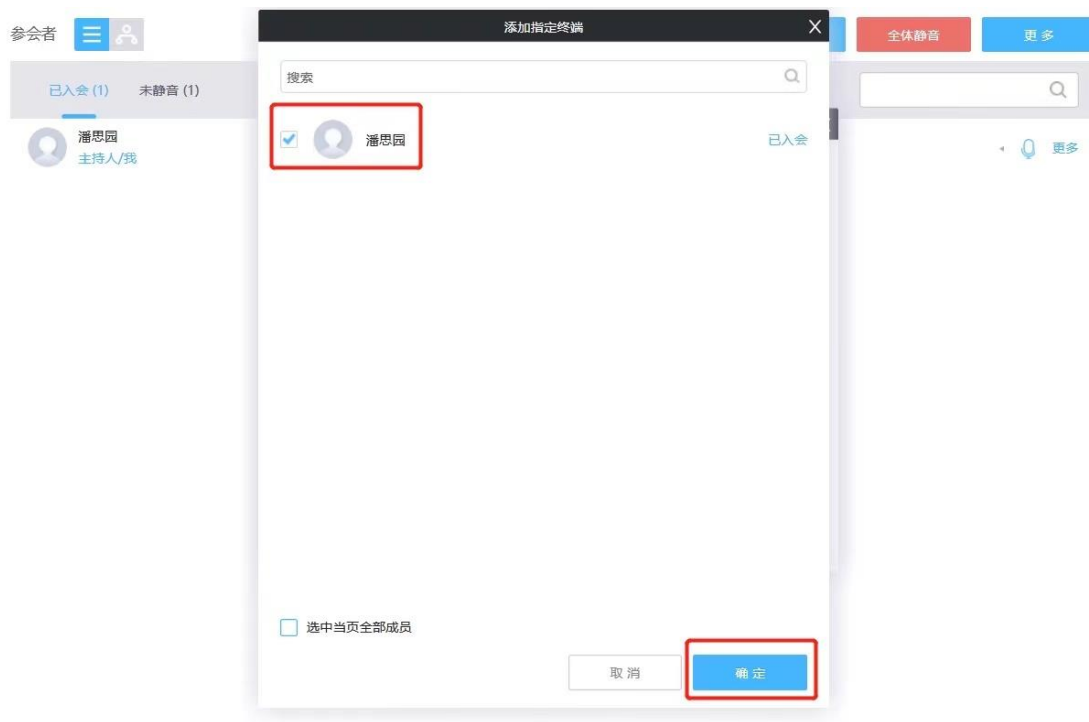 参会者
添加指定终端
X
全体静音
更多
已入会 (1)
未静音 (1)
搜索
潘思园
主持人/我
潘思园
已入会
更多
选中当页全部成员
取消
确定